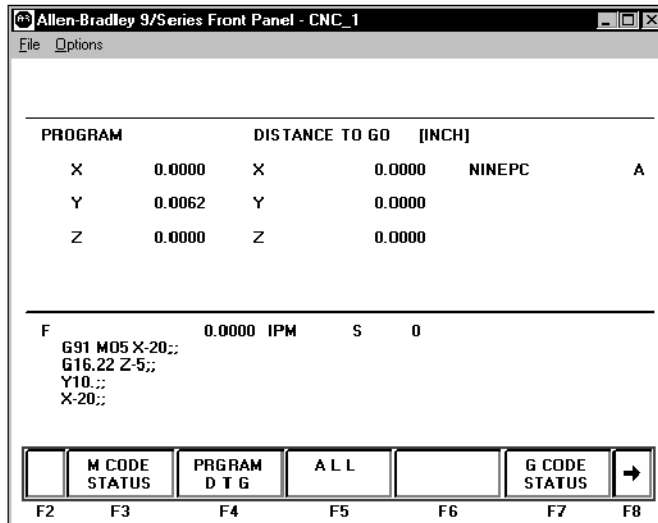 Allen-Bradley 9/Series Front Panel - CNC_1
File Options
PROGRAM DISTANCE TO GO [INCH]
X 0.0000 X 0.0000 NINEPC A
Y 0.0062 Y 0.0000
Z 0.0000 Z 0.0000
F 0.0000 IPM S 0
G91 M05 X-20;;
G16.22 Z-5;;
Y10.;;
X-20;;
M CODE PRGRAM ALL G CODE
STATUS DTG STATUS
F2 F3 F4 F5 F6 F7 F8